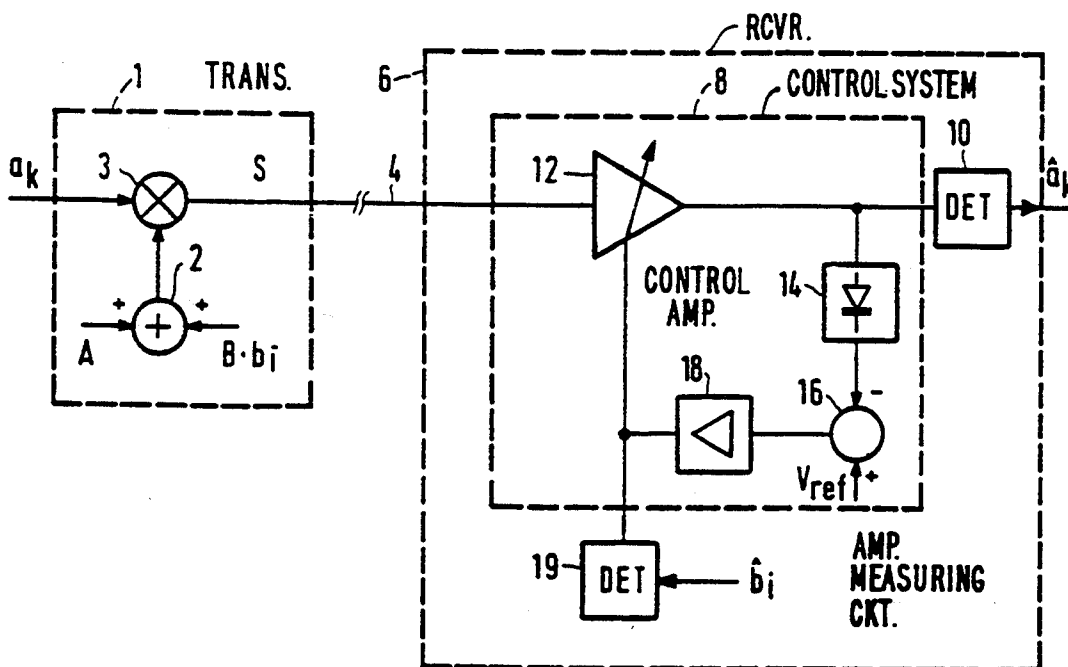 RCVR.
1 TRANS.
6
8 CONTROL SYSTEM
10
a_k
3
S
4
12
DET
â_k
2
+ +
A
B·b_i
CONTROL
AMP.
14
18
16
-
V_ref +
19
DET
b̂_i
AMP.
MEASURING
CKT.